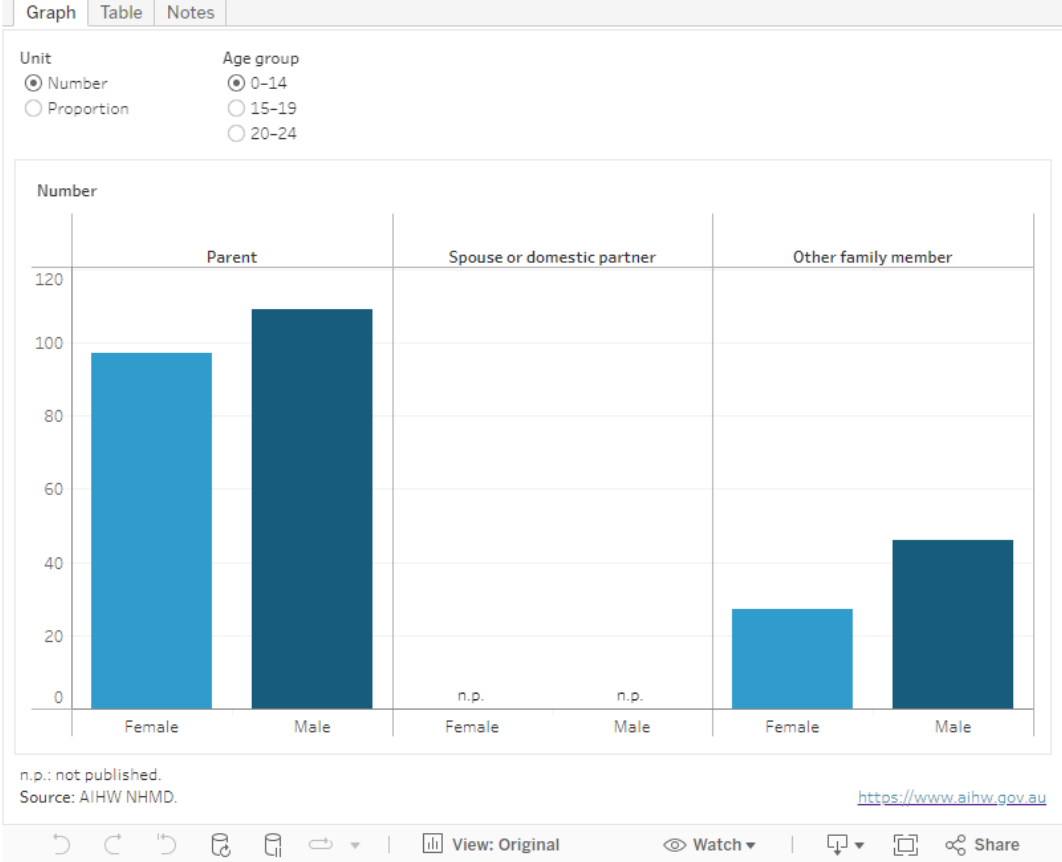 Graph Table Notes
Unit Age group
Number 0–14
Proportion 15–19
20–24
Number
Parent Spouse or domestic partner Other family member
120
100
80
60
40
20
0
n.p. n.p.
Female Male Female Male Female Male
n.p.: not published.
Source: AIHW NHMD. https://www.aihw.gov.au
View: Original Watch Share